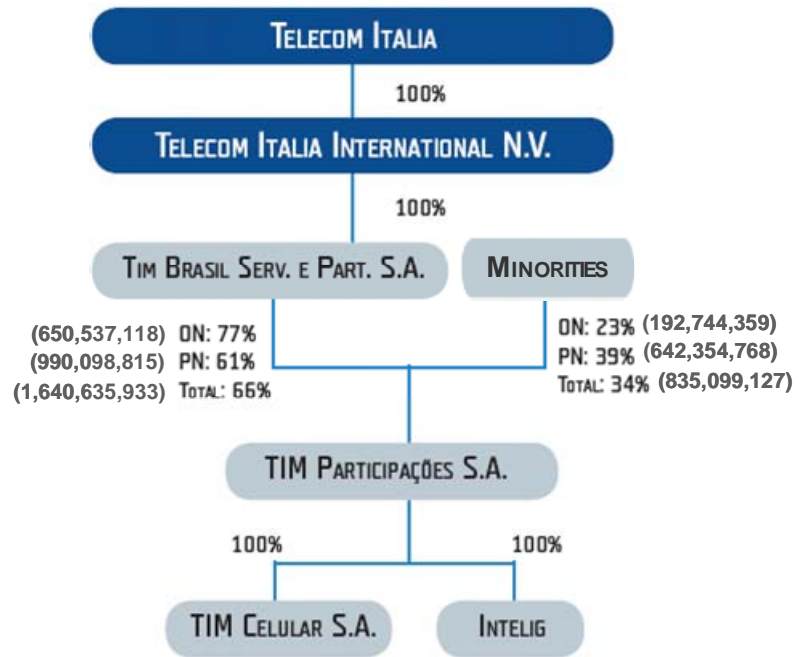 TELECOM ITALIA
100%
TELECOM ITALIA INTERNATIONAL N.V.
100%
TIM BRASIL SERV. E PART. S.A.
MINORITIES
(650,537,118) ON: 77%
(990,098,815) PN: 61%
(1,640,635,933) TOTAL: 66%
ON: 23% (192,744,359)
PN: 39% (642,354,768)
TOTAL: 34% (835,099,127)
TIM PARTICIPAÇÕES S.A.
100% 100%
TIM CELULAR S.A.
INTELIG